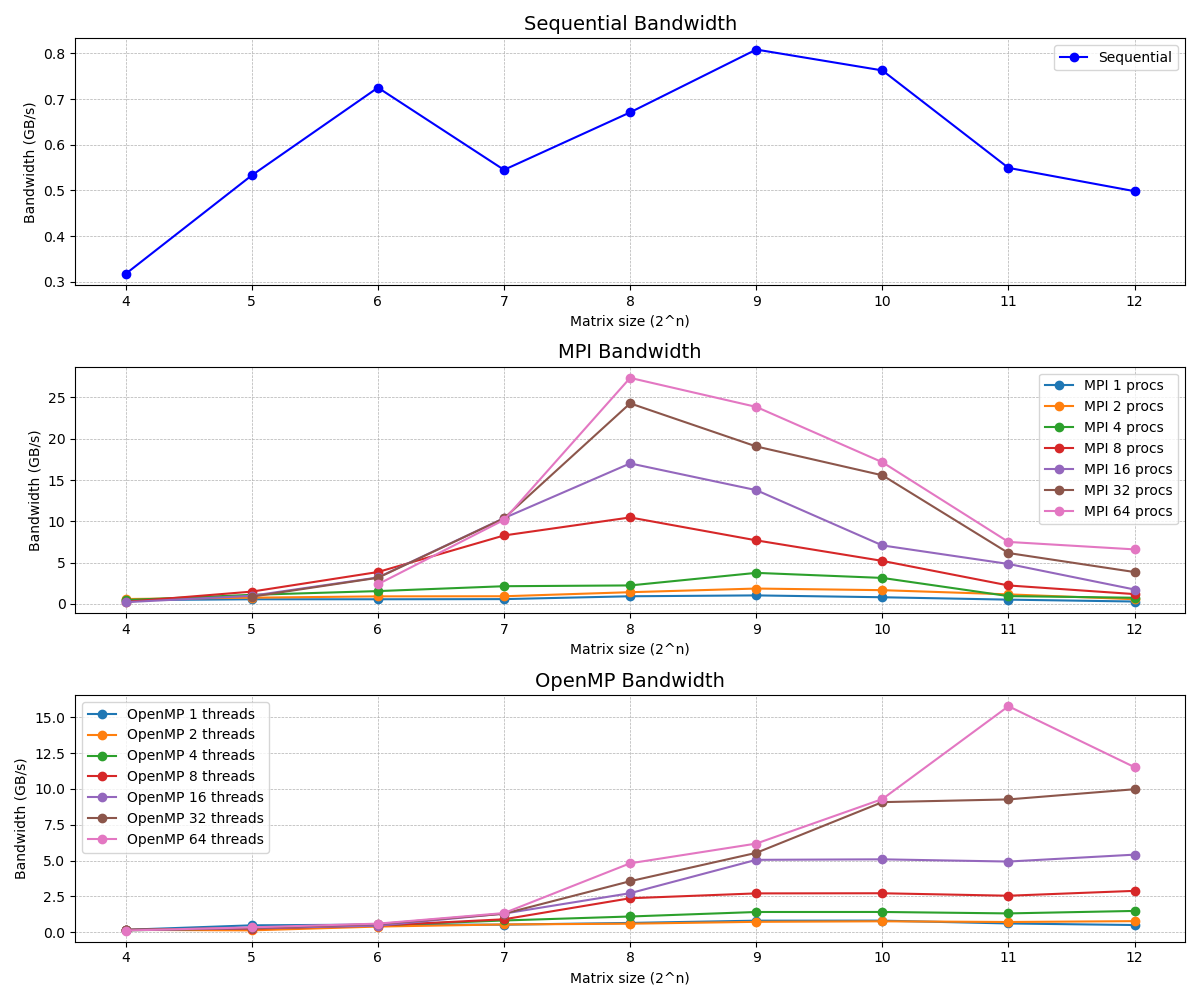 Sequential Bandwidth
Bandwidth (GB/s)
0.8
0.7
0.6
0.5
0.4
0.3
Sequential
4 5 6 7 8 9 10 11 12
Matrix size (2^n)
MPI Bandwidth
Bandwidth (GB/s)
25
20
15
10
5
0
MPI 1 procs
MPI 2 procs
MPI 4 procs
MPI 8 procs
MPI 16 procs
MPI 32 procs
MPI 64 procs
4 5 6 7 8 9 10 11 12
Matrix size (2^n)
OpenMP Bandwidth
Bandwidth (GB/s)
15.0
12.5
10.0
7.5
5.0
2.5
0.0
OpenMP 1 threads
OpenMP 2 threads
OpenMP 4 threads
OpenMP 8 threads
OpenMP 16 threads
OpenMP 32 threads
OpenMP 64 threads
4 5 6 7 8 9 10 11 12
Matrix size (2^n)